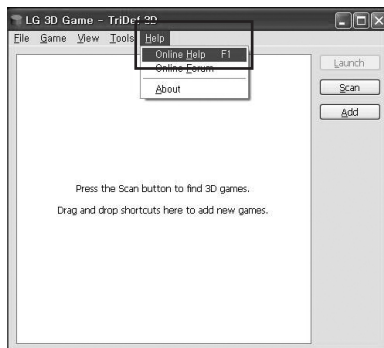 LG 3D Game - TriDef 3D
File Game View Tools Help
Online Help F1
Online Forum
About
Launch
Scan
Add
Press the Scan button to find 3D games.
Drag and drop shortcuts here to add new games.